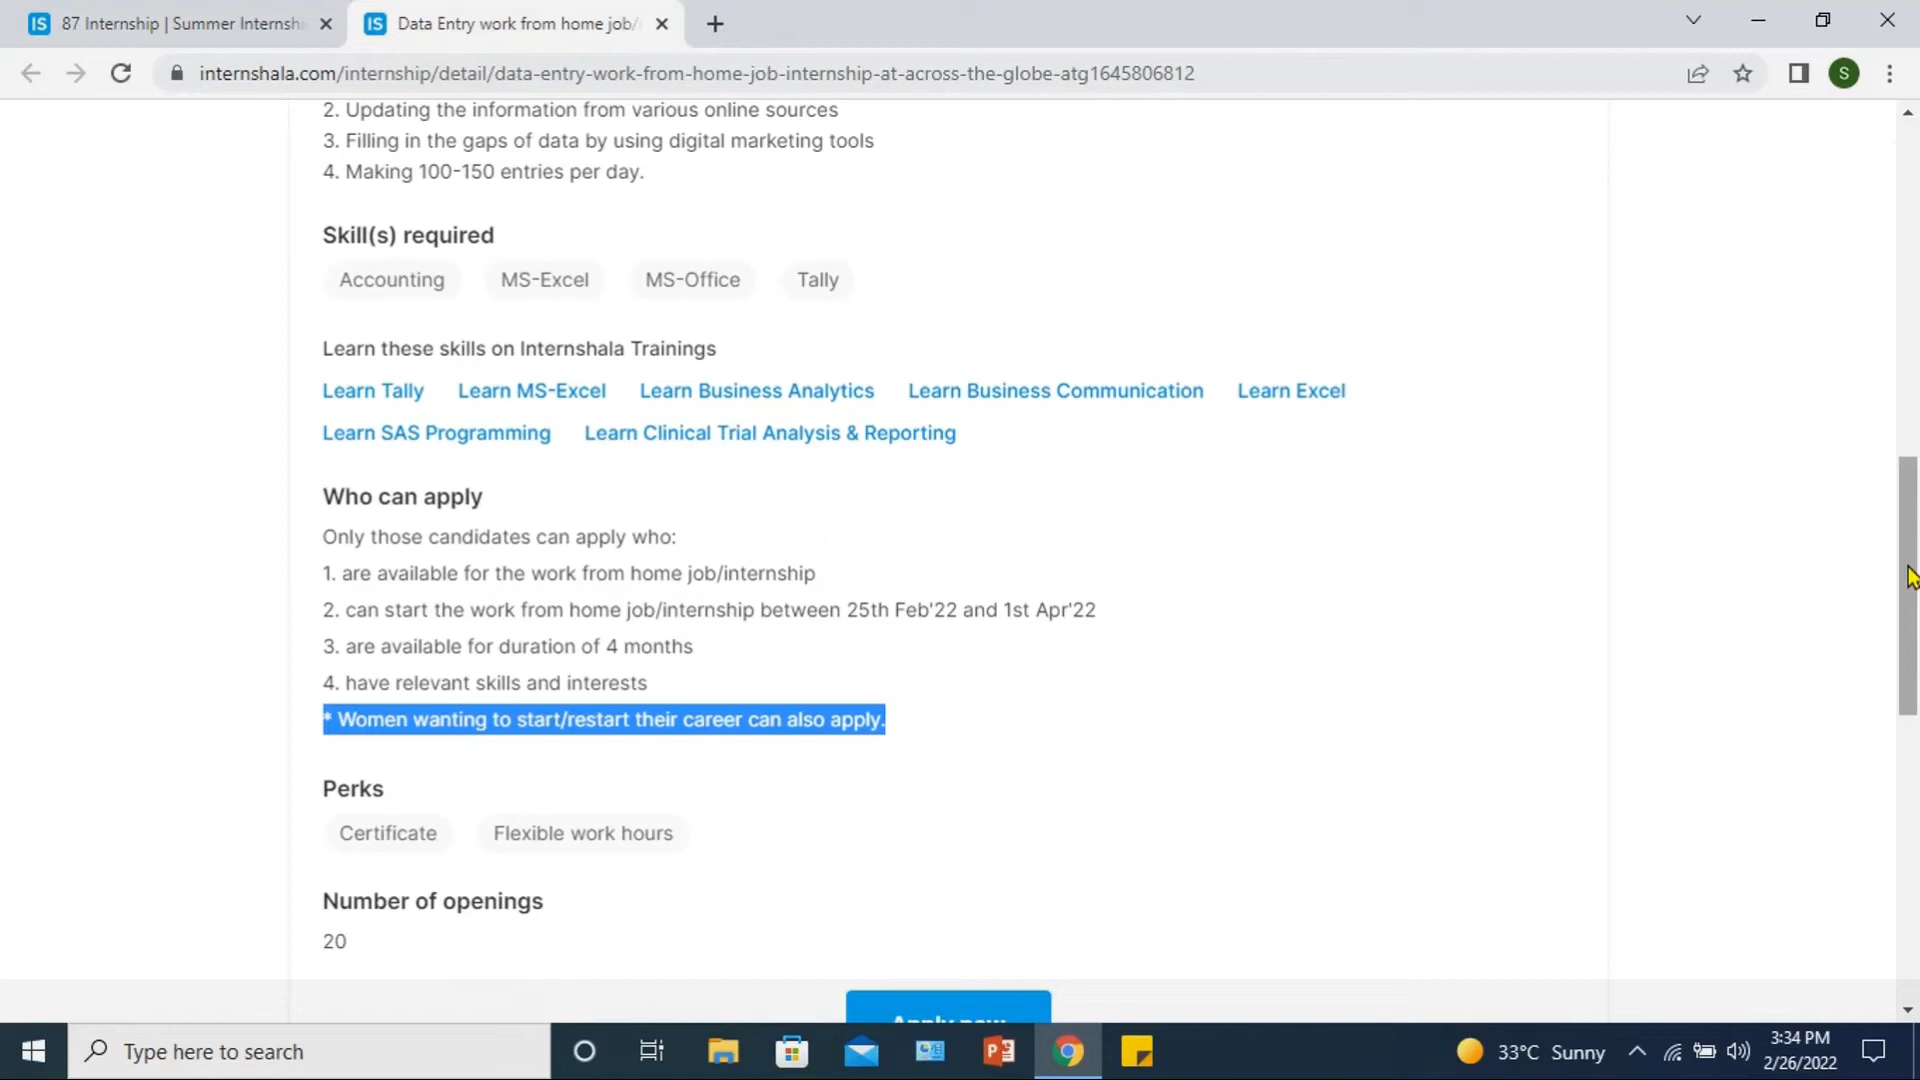 87 Internship | Summer Internshi
Data Entry work from home job/i
internshala.com/internship/detail/data-entry-work-from-home-job-internship-at-across-the-globe-atg1645806812
S
2. Updating the information from various online sources
3. Filling in the gaps of data by using digital marketing tools
4. Making 100-150 entries per day.
Skill(s) required
Accounting MS-Excel MS-Office Tally
Learn these skills on Internshala Trainings
Learn Tally Learn MS-Excel Learn Business Analytics Learn Business Communication Learn Excel
Learn SAS Programming Learn Clinical Trial Analysis & Reporting
Who can apply
Only those candidates can apply who:
1. are available for the work from home job/internship
2. can start the work from home job/internship between 25th Feb'22 and 1st Apr'22
3. are available for duration of 4 months
4. have relevant skills and interests
* Women wanting to start/restart their career can also apply.
Perks
Certificate Flexible work hours
Number of openings
20
Apply now
Type here to search
33°C Sunny
3:34 PM
2/26/2022